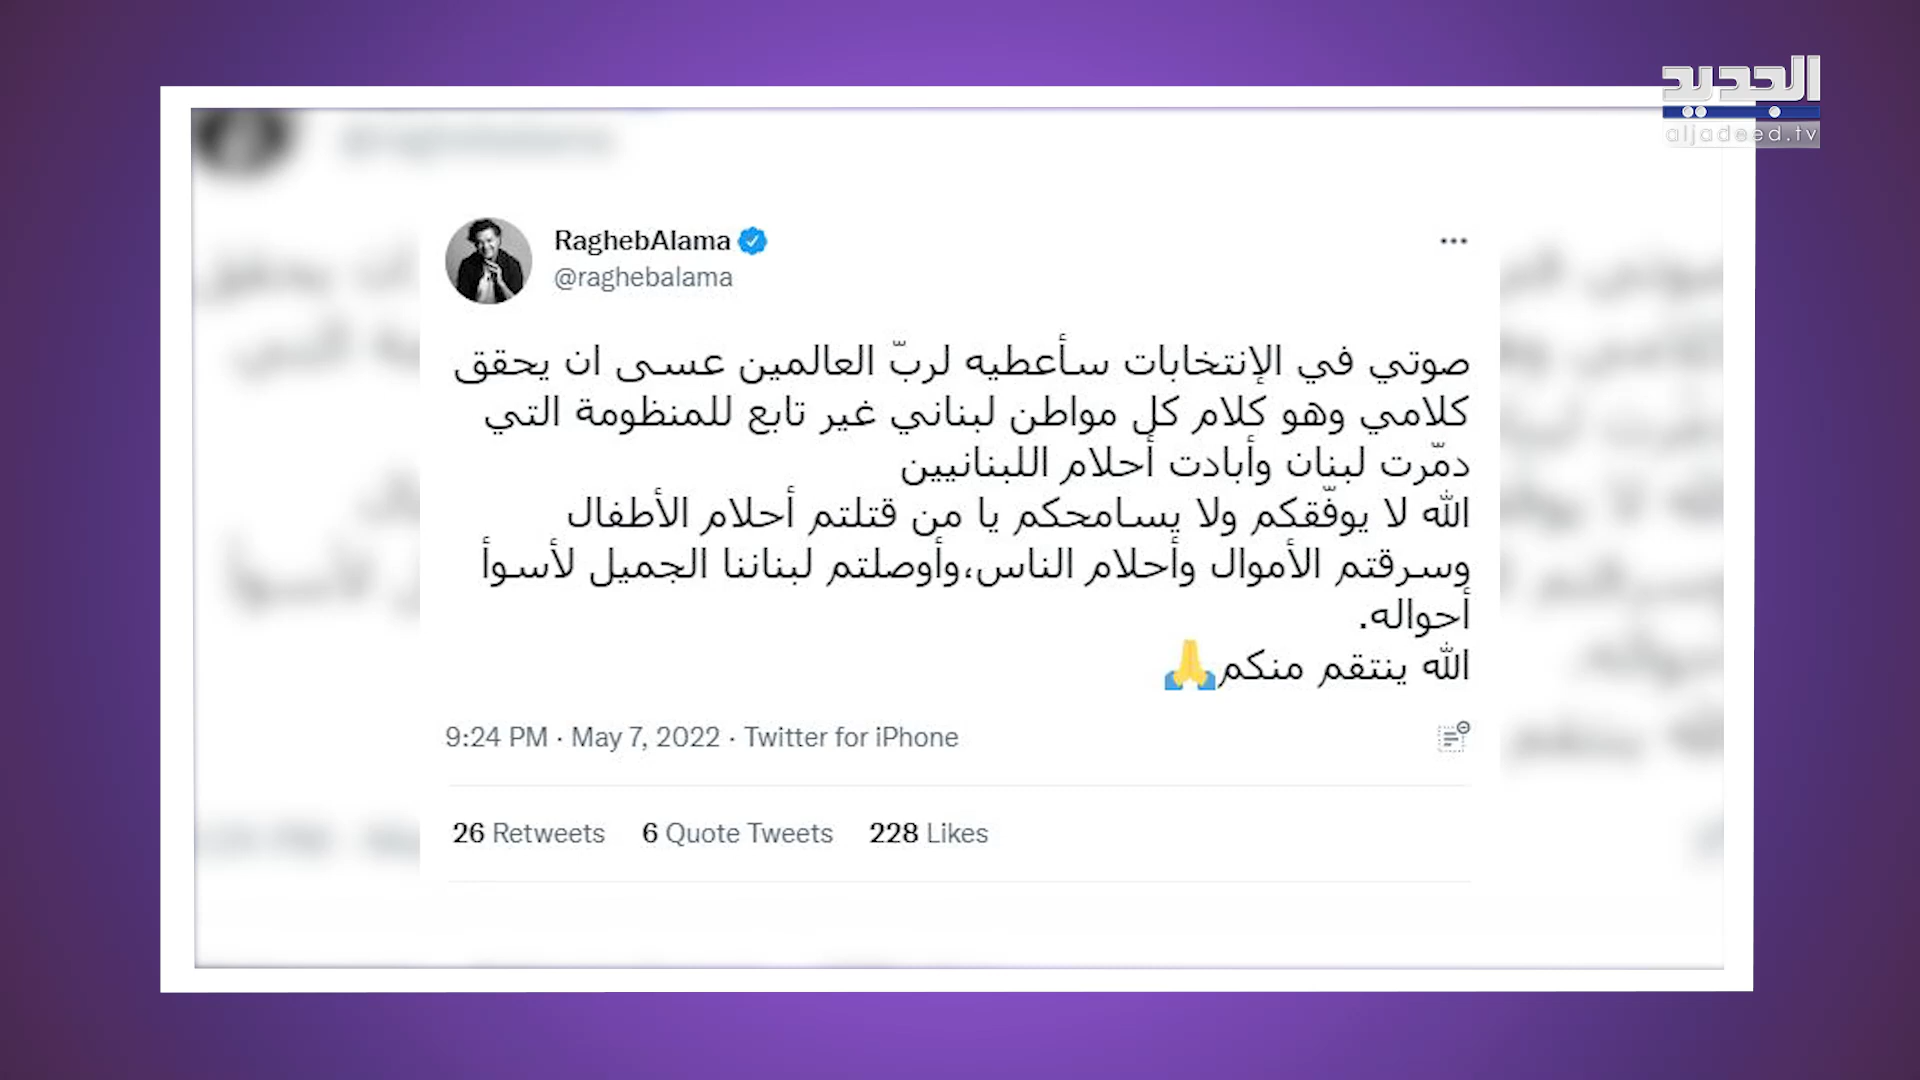 الجديد
aljadeed.tv
RaghebAlama
@raghebalama
صوتي في الإنتخابات سأعطيه لربّ العالمين عسى ان يحقق
كلامي وهو كلام كل مواطن لبناني غير تابع للمنظومة التي
دمّرت لبنان وأبادت أحلام اللبنانيين
الله لا يوفّقكم ولا يسامحكم يا من قتلتم أحلام الأطفال
وسرقتم الأموال وأحلام الناس،وأوصلتم لبناننا الجميل لأسوأ
أحواله.
الله ينتقم منكم🙏
9:24 PM · May 7, 2022 · Twitter for iPhone
26 Retweets 6 Quote Tweets 228 Likes